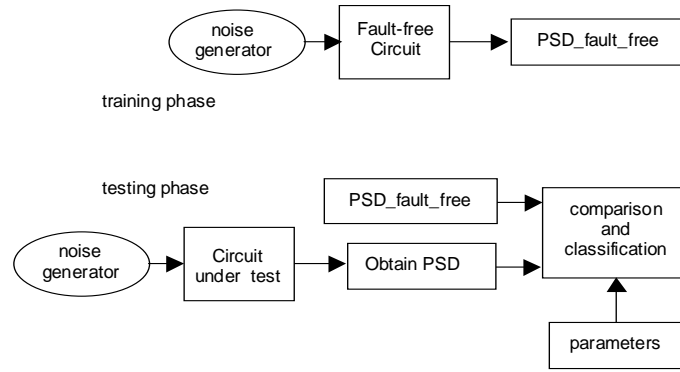 noise
generator
Fault-free
Circuit
PSD_fault_free
training phase
testing phase
PSD_fault_free
comparison
and
classification
noise
generator
Circuit
under test
Obtain PSD
parameters